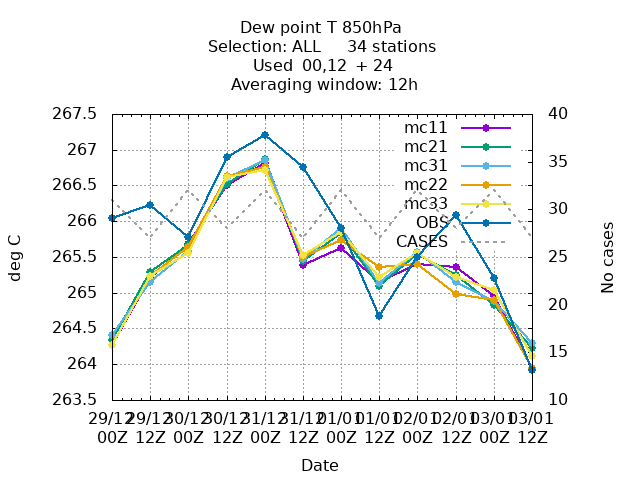 Dew point T 850hPa
Selection: ALL 34 stations
Used 00,12 + 24
Averaging window: 12h
267.5
267
266.5
266
265.5
265
264.5
264
263.5
deg C
40
35
30
25
20
15
10
No cases
mc11
mc21
mc31
mc22
mc33
OBS
CASES
29/12 29/12 30/12 30/12 31/12 31/12 01/01 01/01 02/01 02/01 03/01 03/01
00Z 12Z 00Z 12Z 00Z 12Z 00Z 12Z 00Z 12Z 00Z 12Z
Date